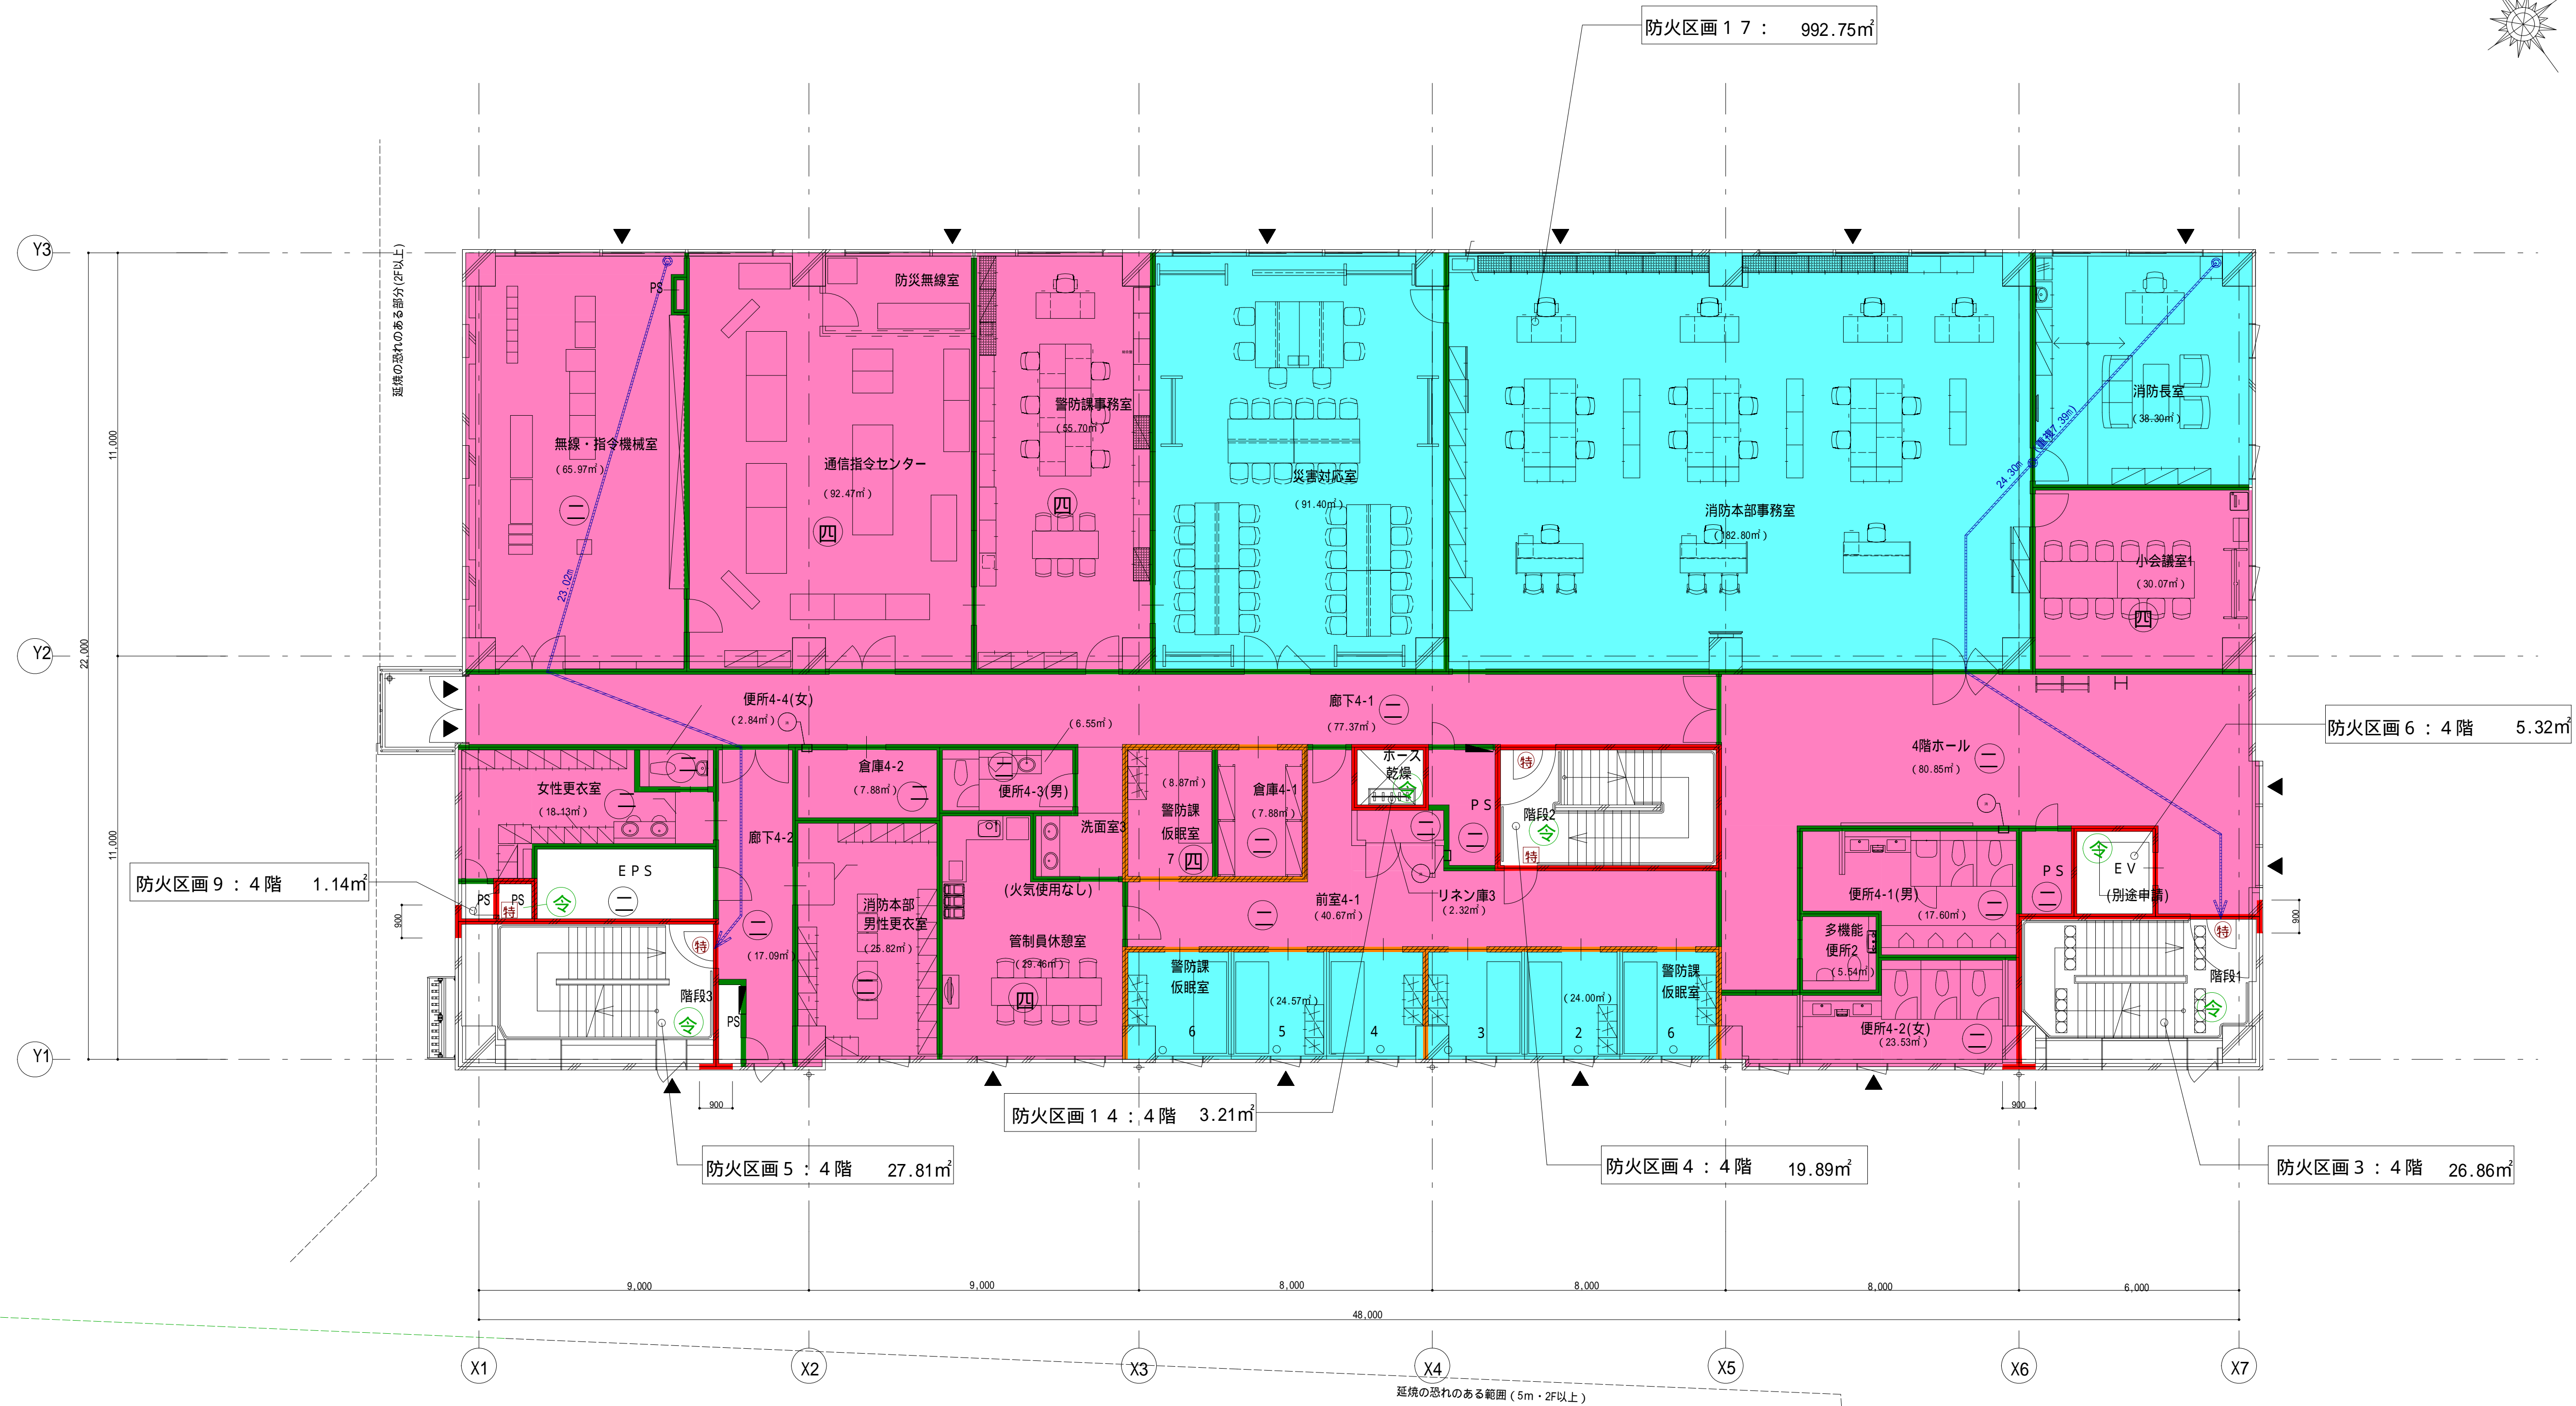 防火区画１７： 992.75㎡
Y3
Y2
Y1
11,000
22,000
11,000
延焼の恐れのある部分(2F以上)
PS
無線・指令機械室
(65.97㎡)
二
23.02m
防災無線室
通信指令センター
(92.47㎡)
四
警防課事務室
(55.70㎡)
四
災害対応室
(91.40㎡)
消防本部事務室
(182.80㎡)
消防長室
(38.30㎡)
(重複7.39m)
24.30m
小会議室1
(30.07㎡)
四
便所4-4(女)
(2.84㎡)
(6.55㎡)
廊下4-1
(77.37㎡)
二
4階ホール
(80.85㎡)
二
防火区画６：４階 5.32㎡
女性更衣室
(18.13㎡)
二
二
廊下4-2
二
(17.09㎡)
倉庫4-2
(7.88㎡)
二
二
便所4-3(男)
洗面室3
(8.87㎡)
警防課
仮眠室
7
四
倉庫4-1
(7.88㎡)
二
ホース
乾燥
令
二
ＰＳ
二
特
階段2
令
特
ＥＰＳ
令
二
PS
PS
特
防火区画９：４階 1.14㎡
900
特
階段3
令
PS
消防本部
男性更衣室
(25.82㎡)
二
(火気使用なし)
管制員休憩室
(29.46㎡)
四
前室4-1
(40.67㎡)
二
リネン庫3
(2.32㎡)
便所4-1(男)
(17.60㎡)
二
多機能
便所2
(5.54㎡)
ＰＳ
二
令
ＥＶ
(別途申請)
特
階段1
令
900
警防課
仮眠室
6
5
(24.57㎡)
4
3
(24.00㎡)
2
警防課
仮眠室
6
便所4-2(女)
(23.53㎡)
二
900
900
防火区画１４：４階 3.21㎡
防火区画５：４階 27.81㎡
防火区画４：４階 19.89㎡
防火区画３：４階 26.86㎡
9,000
9,000
8,000
8,000
8,000
6,000
48,000
X1
X2
X3
X4
X5
X6
X7
延焼の恐れのある範囲(5m・2F以上)